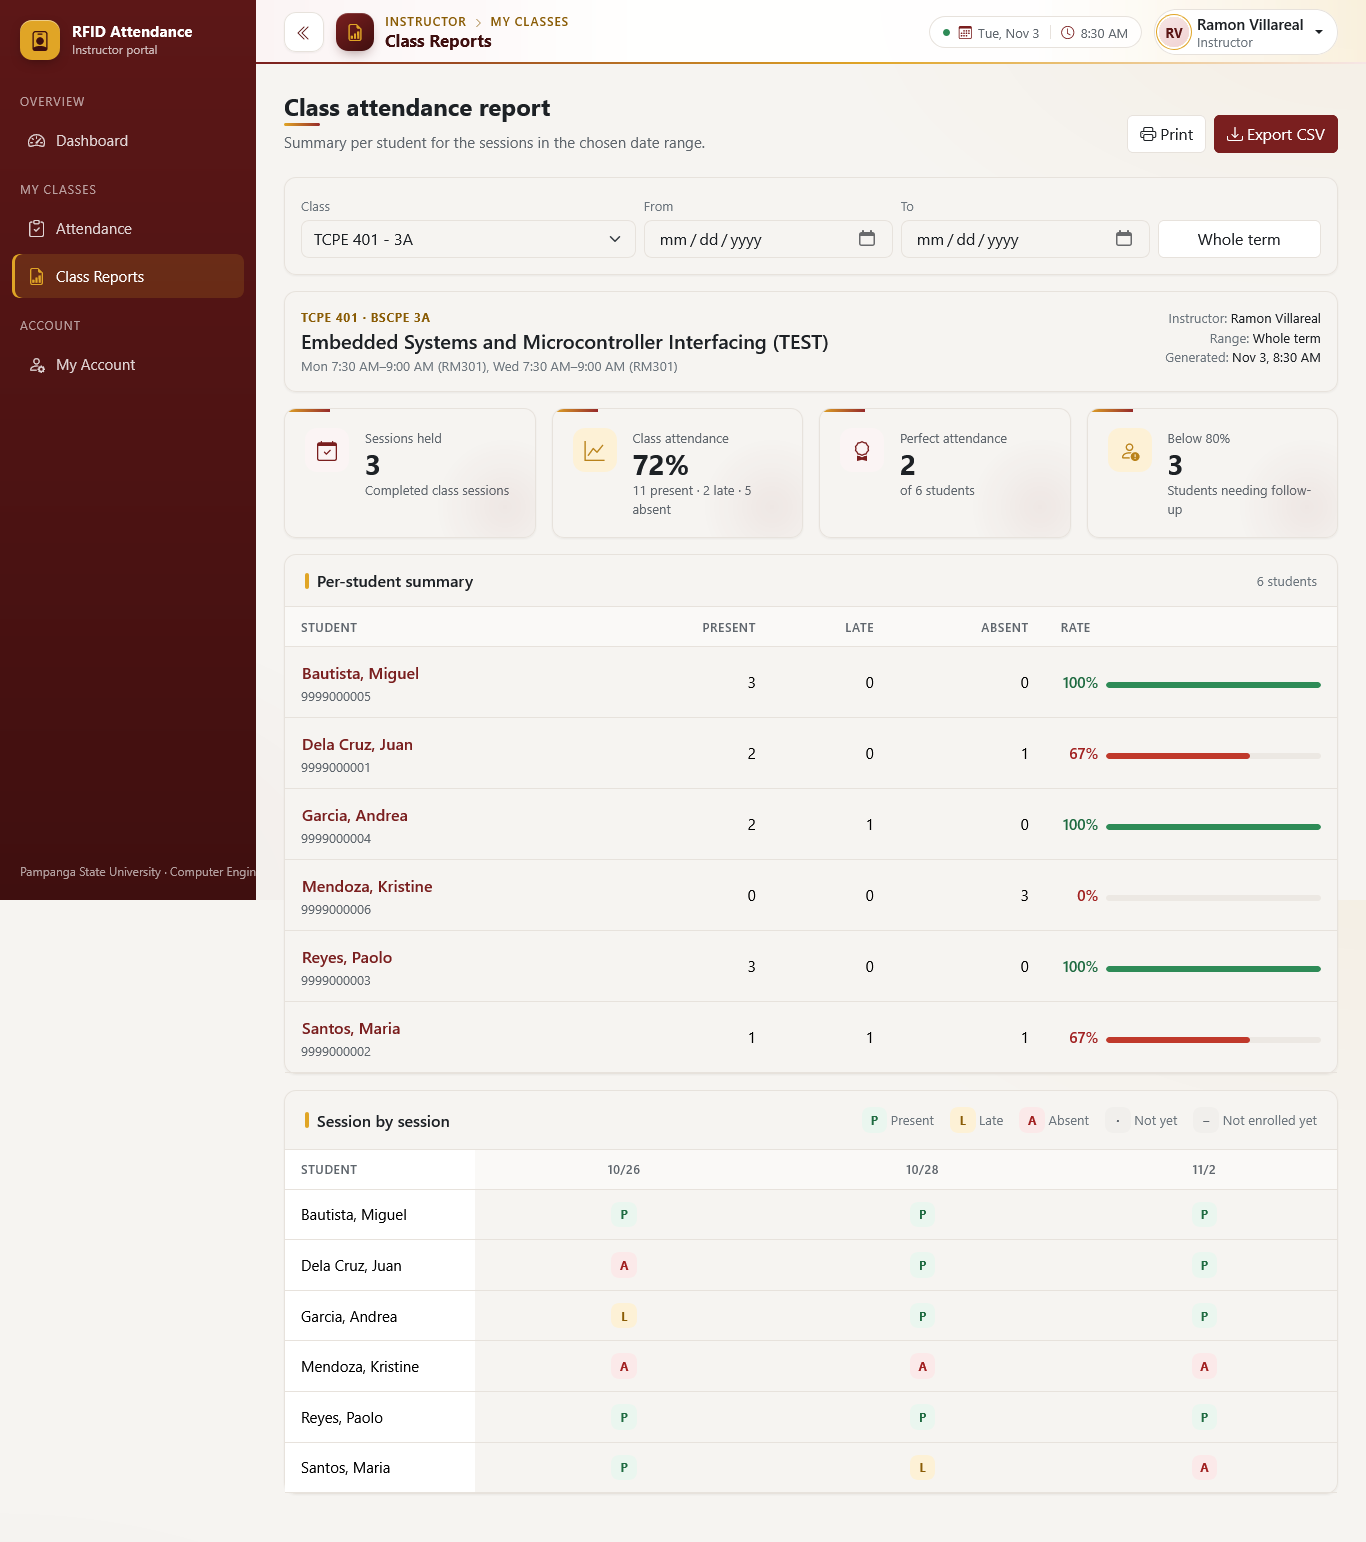 RFID Attendance
Instructor portal
OVERVIEW
Dashboard
MY CLASSES
Attendance
Class Reports
ACCOUNT
My Account
Pampanga State University · Computer Engin
INSTRUCTOR > MY CLASSES
Class Reports
Tue, Nov 3 8:30 AM
RV Ramon Villareal
Instructor
Class attendance report
Summary per student for the sessions in the chosen date range.
Print Export CSV
Class From To
TCPE 401 - 3A mm/dd/yyyy mm/dd/yyyy Whole term
TCPE 401 · BSCPE 3A
Embedded Systems and Microcontroller Interfacing (TEST)
Mon 7:30 AM–9:00 AM (RM301), Wed 7:30 AM–9:00 AM (RM301)
Instructor: Ramon Villareal
Range: Whole term
Generated: Nov 3, 8:30 AM
Sessions held
3
Completed class sessions
Class attendance
72%
11 present · 2 late · 5
absent
Perfect attendance
2
of 6 students
Below 80%
3
Students needing follow-
up
Per-student summary 6 students
STUDENT PRESENT LATE ABSENT RATE
Bautista, Miguel
9999000005
3 0 0 100%
Dela Cruz, Juan
9999000001
2 0 1 67%
Garcia, Andrea
9999000004
2 1 0 100%
Mendoza, Kristine
9999000006
0 0 3 0%
Reyes, Paolo
9999000003
3 0 0 100%
Santos, Maria
9999000002
1 1 1 67%
Session by session P Present L Late A Absent · Not yet – Not enrolled yet
STUDENT 10/26 10/28 11/2
Bautista, Miguel P P P
Dela Cruz, Juan A P P
Garcia, Andrea L P P
Mendoza, Kristine A A A
Reyes, Paolo P P P
Santos, Maria P L A